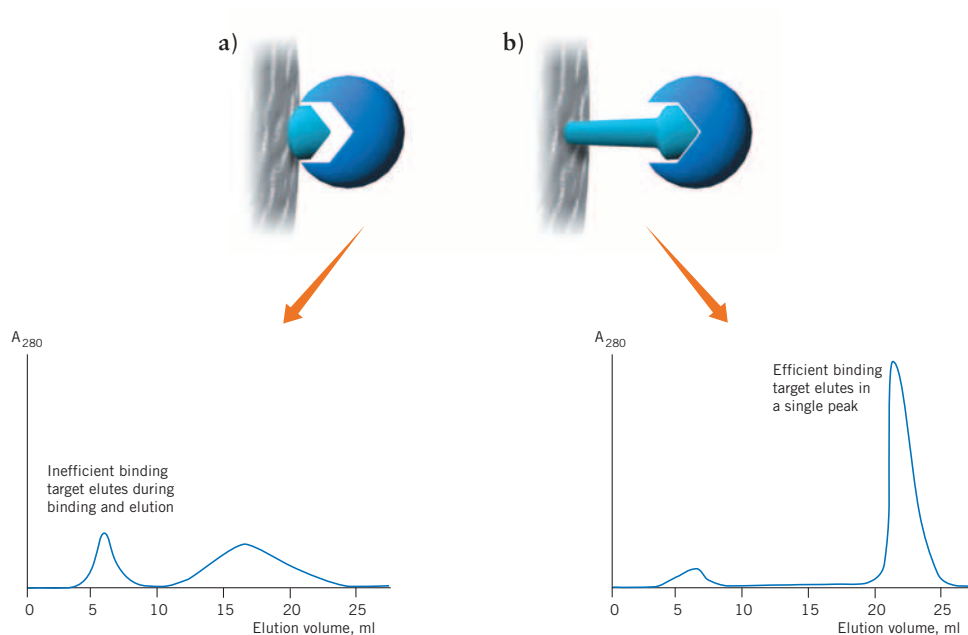 a)
b)
A280
Inefficient binding
target elutes during
binding and elution
0 5 10 15 20 25
Elution volume, ml
A280
Efficient binding
target elutes in
a single peak
0 5 10 15 20 25
Elution volume, ml